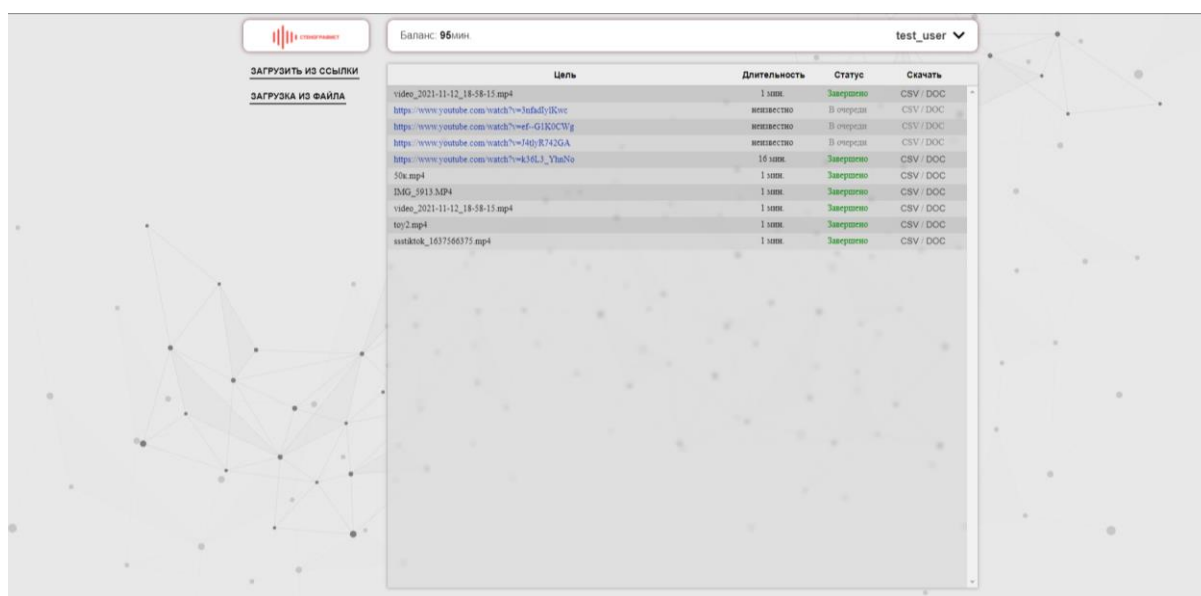 СТЕНОГРАФИСТ
Баланс: 95мин.
test_user
ЗАГРУЗИТЬ ИЗ ССЫЛКИ
ЗАГРУЗКА ИЗ ФАЙЛА
Цель Длительность Статус Скачать
video_2021-11-12_18-58-15.mp4 1 мин. Завершено CSV / DOC
https://www.youtube.com/watch?v=3nfadIyIKwc неизвестно В очереди CSV / DOC
https://www.youtube.com/watch?v=ef--G1K0CWg неизвестно В очереди CSV / DOC
https://www.youtube.com/watch?v=J4tlyR742GA неизвестно В очереди CSV / DOC
https://www.youtube.com/watch?v=k36L3_YhnNo 16 мин. Завершено CSV / DOC
50к.mp4 1 мин. Завершено CSV / DOC
IMG_5913.MP4 1 мин. Завершено CSV / DOC
video_2021-11-12_18-58-15.mp4 1 мин. Завершено CSV / DOC
toy2.mp4 1 мин. Завершено CSV / DOC
ssstiktok_1637566375.mp4 1 мин. Завершено CSV / DOC